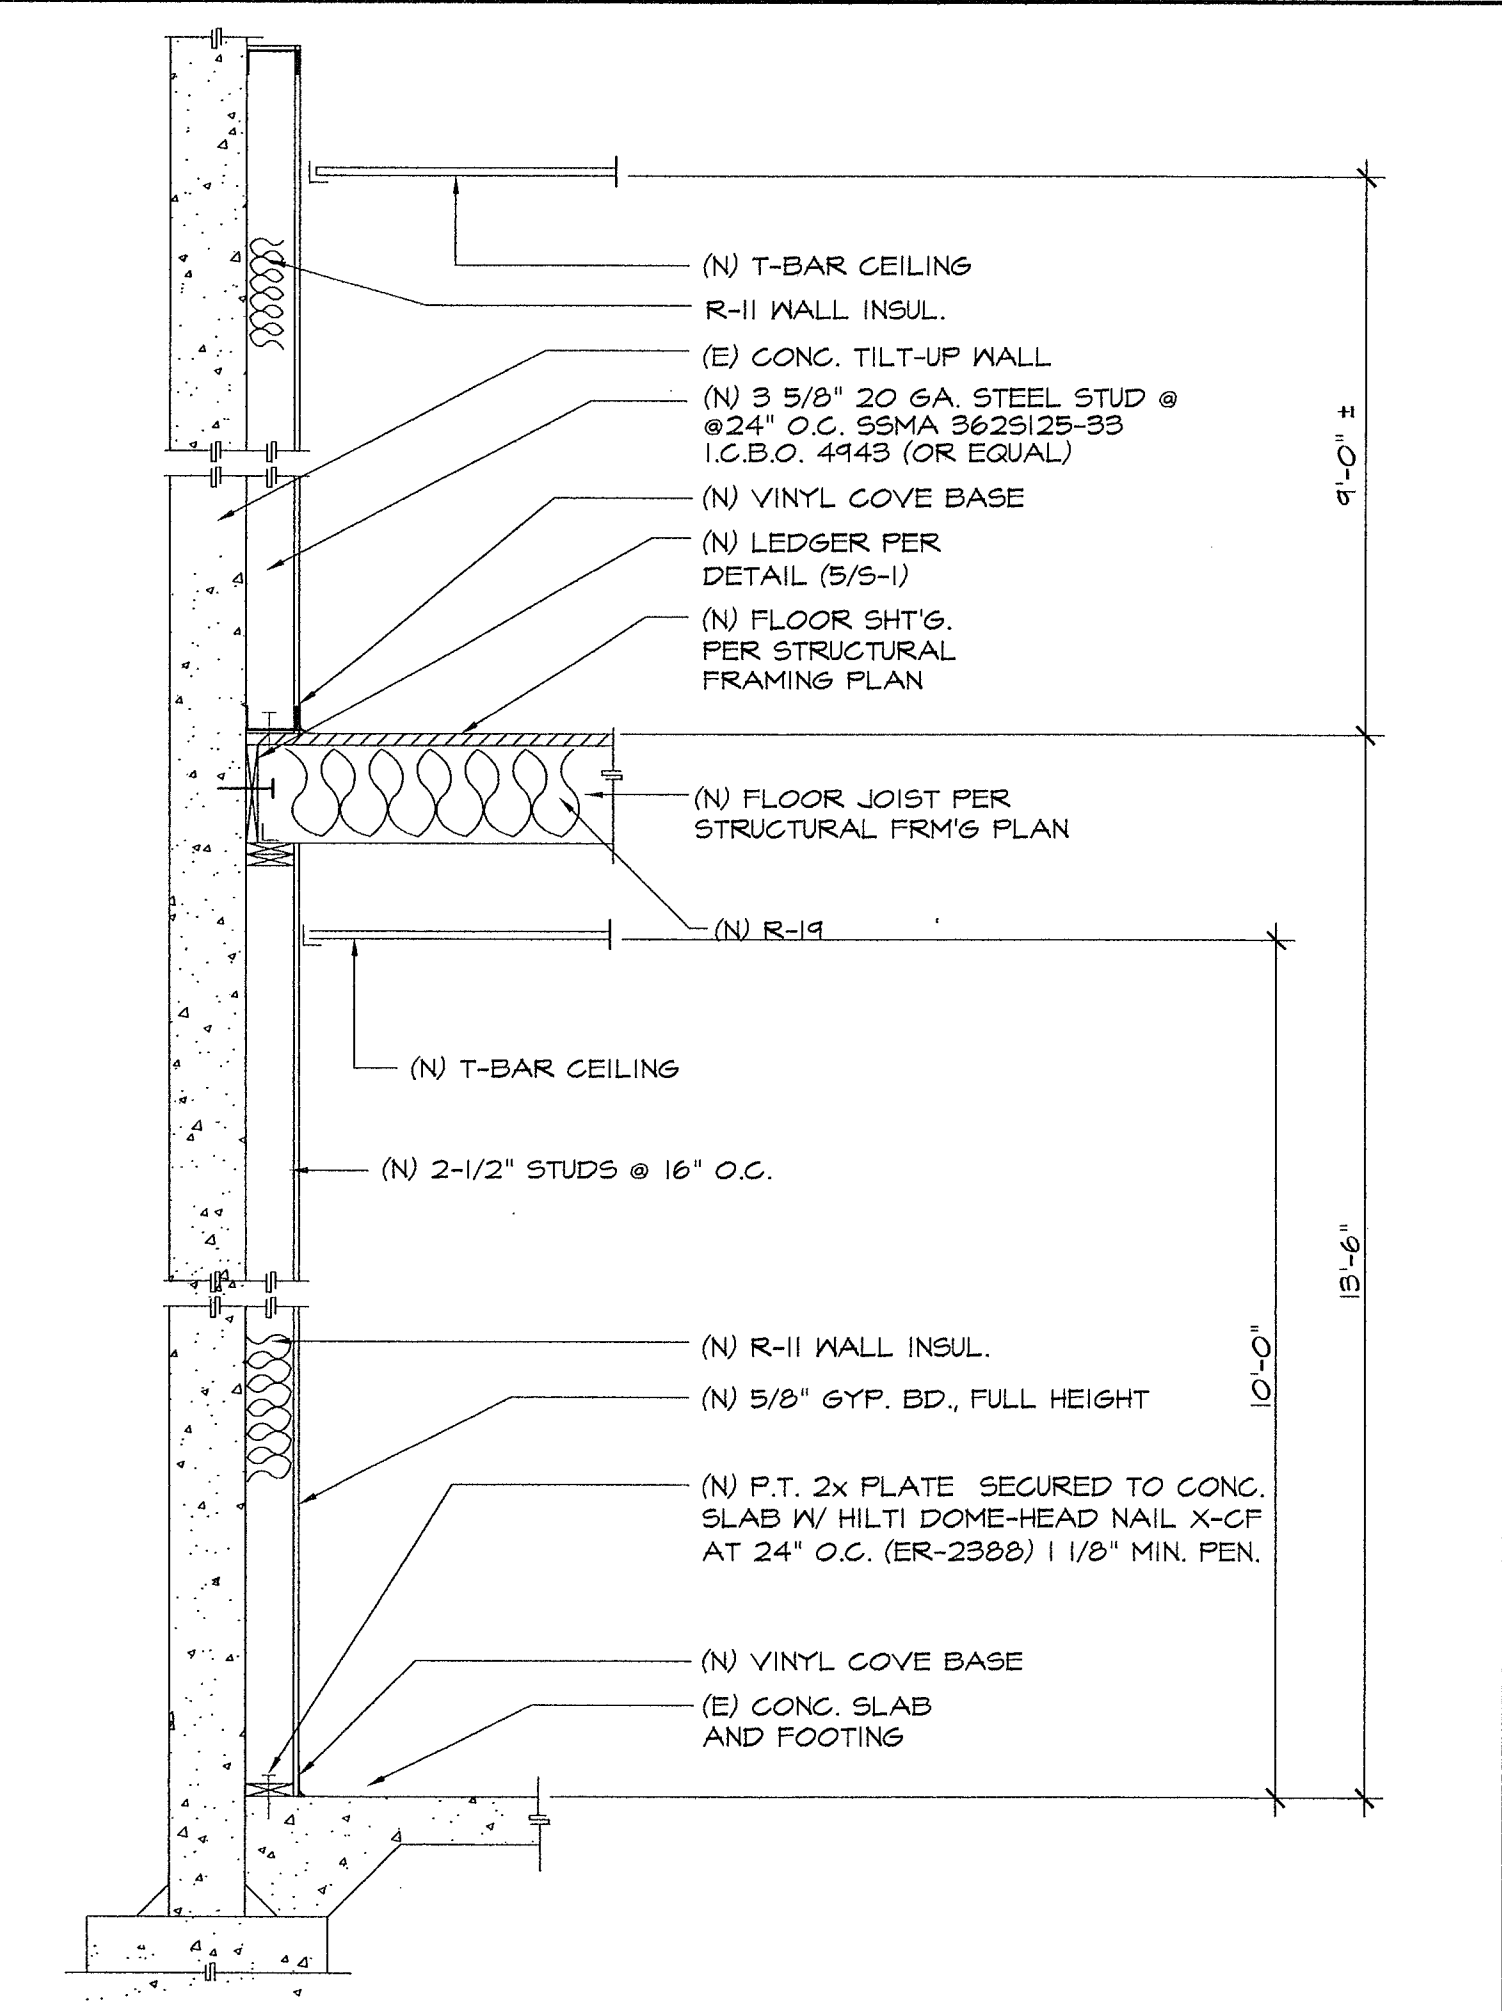 (N) T-BAR CEILING
R-11 WALL INSUL.
(E) CONC. TILT-UP WALL
(N) 3 5/8" 20 GA. STEEL STUD @
@24" O.C. SSMA 362S125-33
I.C.B.O. 4943 (OR EQUAL)
(N) VINYL COVE BASE
(N) LEDGER PER
DETAIL (5/S-1)
(N) FLOOR SHT'G.
PER STRUCTURAL
FRAMING PLAN
9'-0" ±
(N) FLOOR JOIST PER
STRUCTURAL FRM'G PLAN
(N) R-19
(N) T-BAR CEILING
(N) 2-1/2" STUDS @ 16" O.C.
13'-6"
10'-0"
(N) R-11 WALL INSUL.
(N) 5/8" GYP. BD., FULL HEIGHT
(N) P.T. 2x PLATE SECURED TO CONC.
SLAB W/ HILTI DOME-HEAD NAIL X-CF
AT 24" O.C. (ER-2388) 1 1/8" MIN. PEN.
(N) VINYL COVE BASE
(E) CONC. SLAB
AND FOOTING